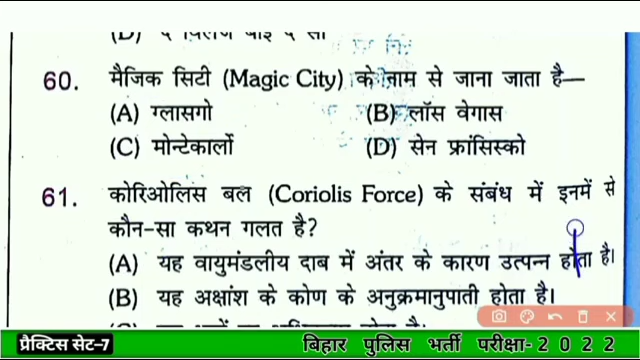 (D) द विलेज बाई द सी
60. मैजिक सिटी (Magic City) के नाम से जाना जाता है—
(A) ग्लासगो (B) लॉस वेगास
(C) मोन्टेकार्लो (D) सेन फ्रांसिस्को
61. कोरिओलिस बल (Coriolis Force) के संबंध में इनमें से
कौन-सा कथन गलत है?
(A) यह वायुमंडलीय दाब में अंतर के कारण उत्पन्न होता है।
(B) यह अक्षांश के कोण के अनुक्रमानुपाती होता है।
प्रैक्टिस सेट-7 बिहार पुलिस भर्ती परीक्षा-2022